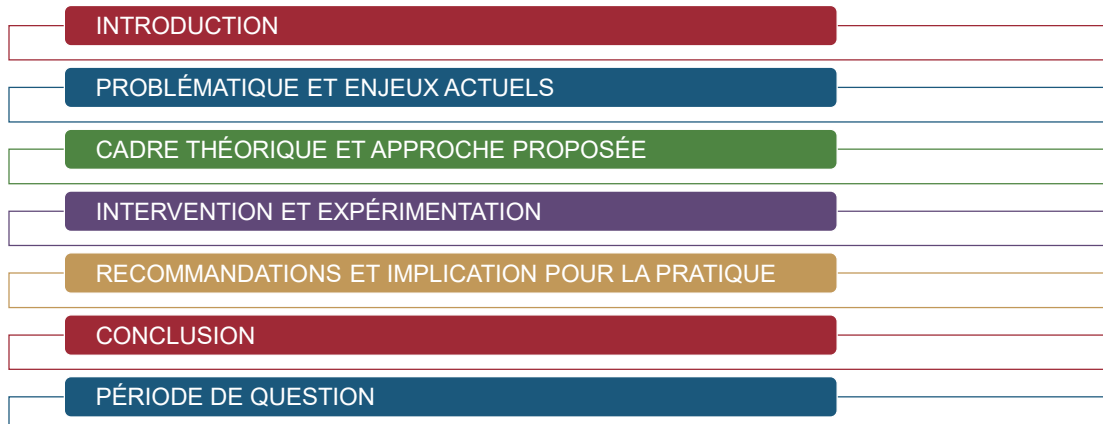 INTRODUCTION
PROBLÉMATIQUE ET ENJEUX ACTUELS
CADRE THÉORIQUE ET APPROCHE PROPOSÉE
INTERVENTION ET EXPÉRIMENTATION
RECOMMANDATIONS ET IMPLICATION POUR LA PRATIQUE
CONCLUSION
PÉRIODE DE QUESTION